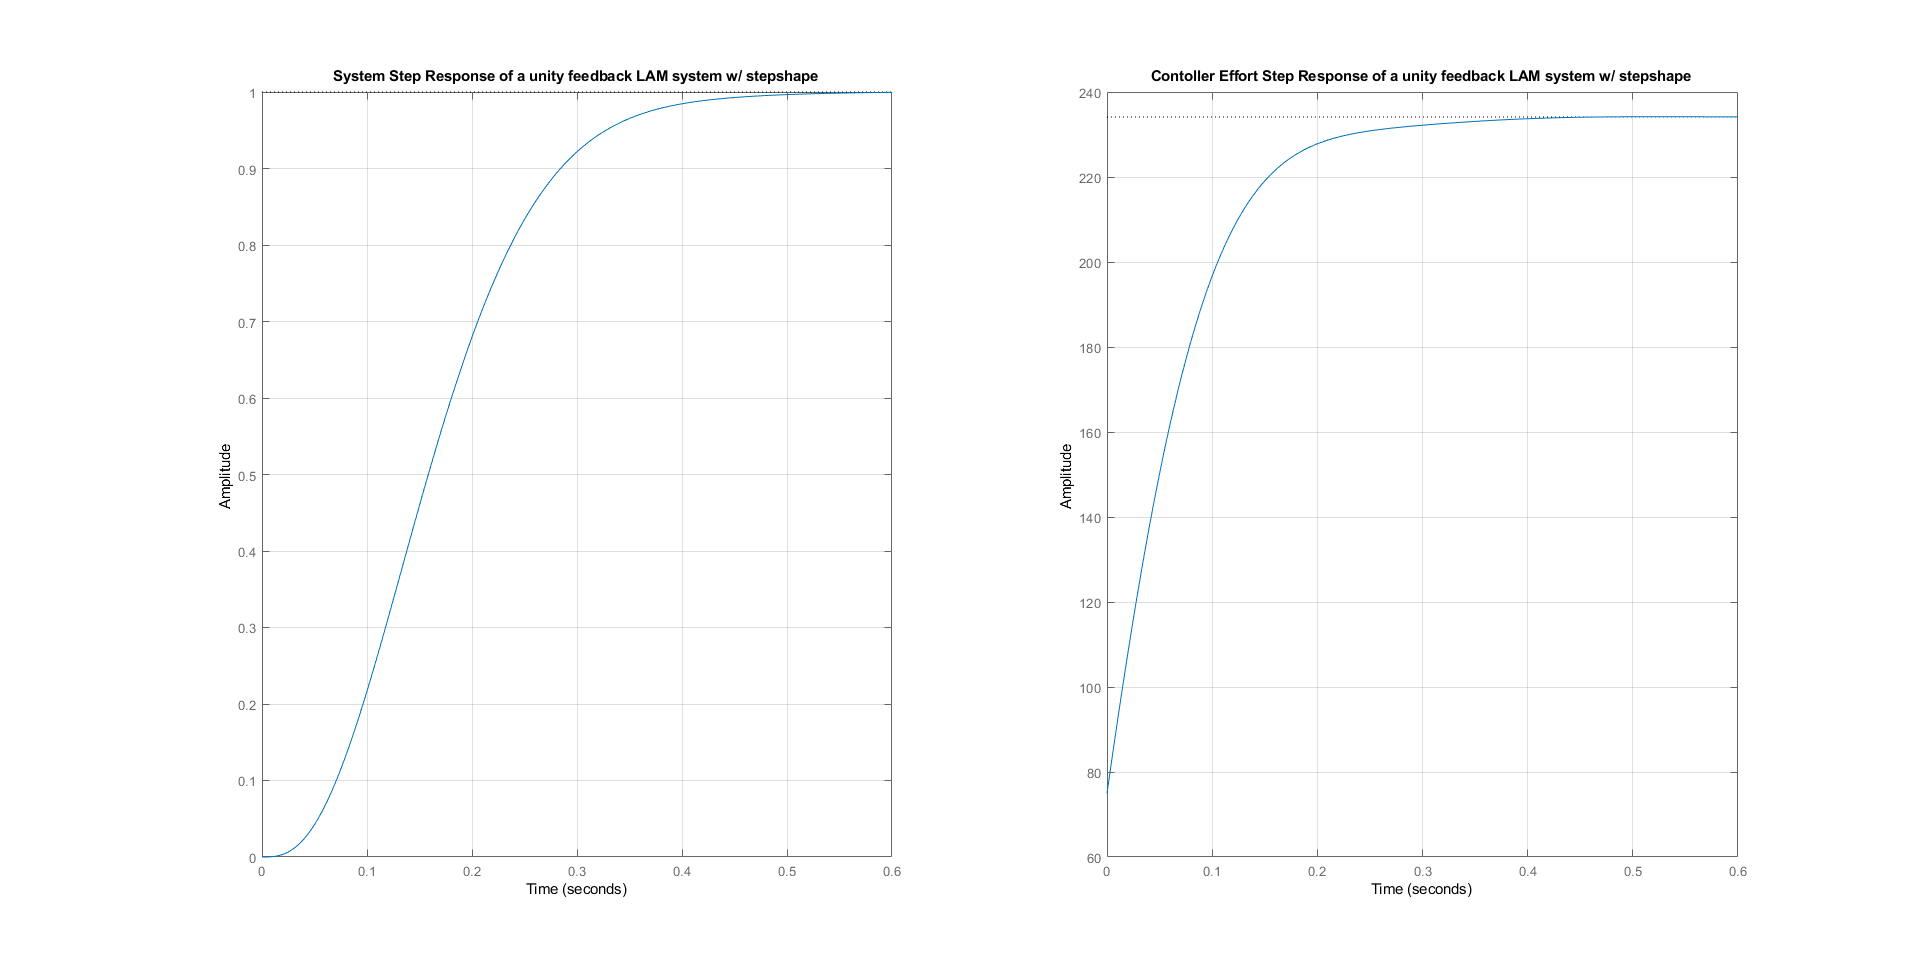 System Step Response of a unity feedback LAM system w/ stepshape
1
0.9
0.8
0.7
0.6
0.5
0.4
0.3
0.2
0.1
0
Amplitude
0 0.1 0.2 0.3 0.4 0.5 0.6
Time (seconds)
Contoller Effort Step Response of a unity feedback LAM system w/ stepshape
240
220
200
180
160
140
120
100
80
60
Amplitude
0 0.1 0.2 0.3 0.4 0.5 0.6
Time (seconds)